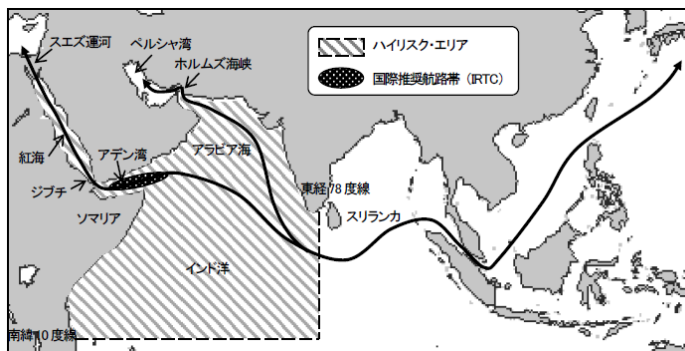 スエズ運河
ペルシャ湾
ホルムズ海峡
ハイリスク・エリア
国際推奨航路帯（IRTC）
紅海
アデン湾
アラビア海
ジブチ
東経78度線
ソマリア
スリランカ
インド洋
南緯10度線